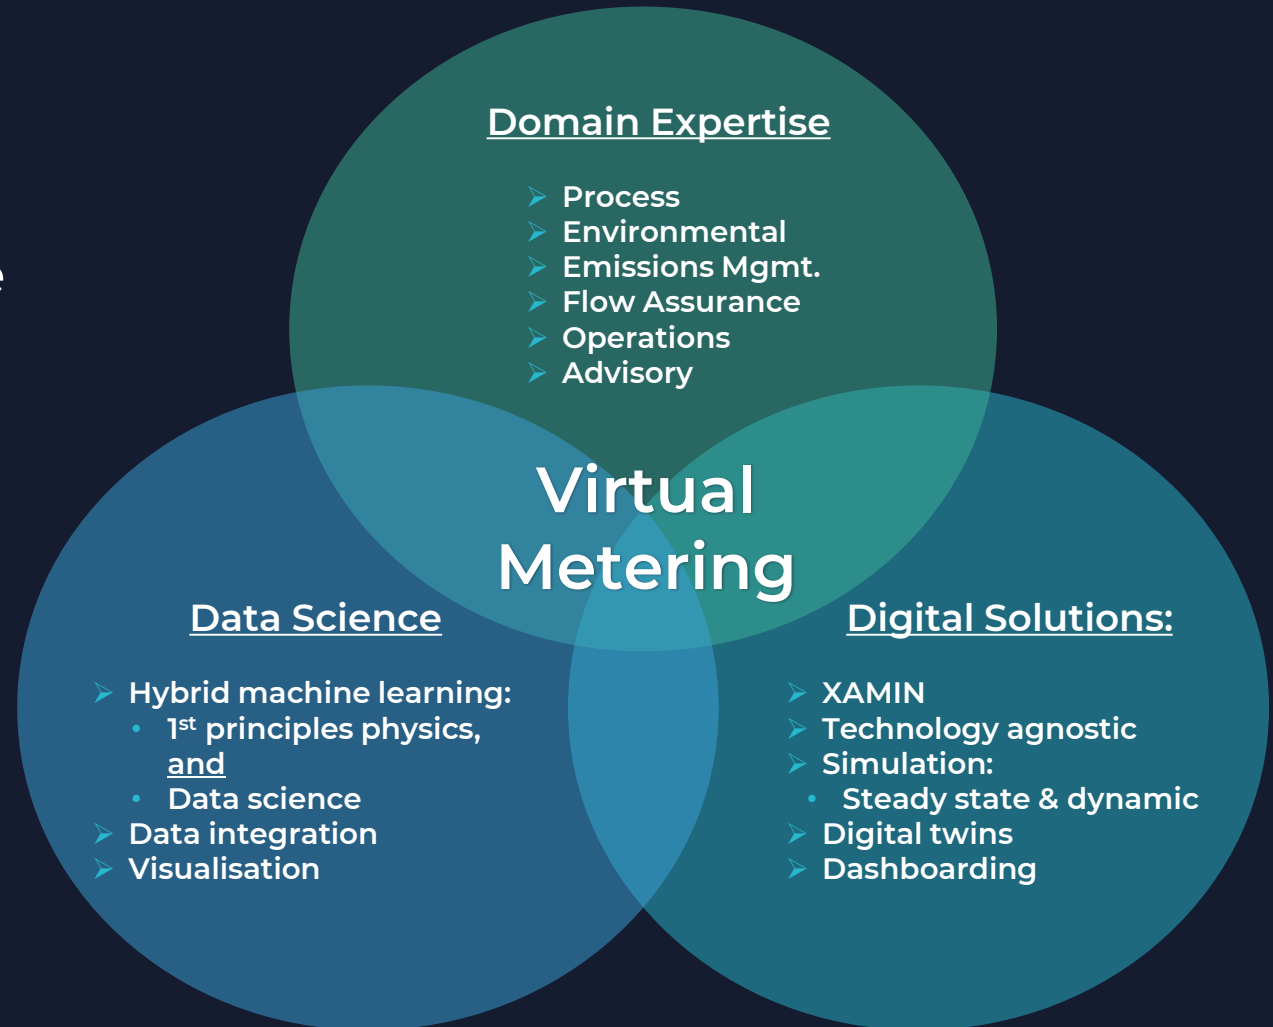 Domain Expertise
Process
Environmental
Emissions Mgmt.
Flow Assurance
Operations
Advisory
Virtual
Metering
Data Science
Hybrid machine learning:
1st principles physics,
and
Data science
Data integration
Visualisation
Digital Solutions:
XAMIN
Technology agnostic
Simulation:
Steady state & dynamic
Digital twins
Dashboarding